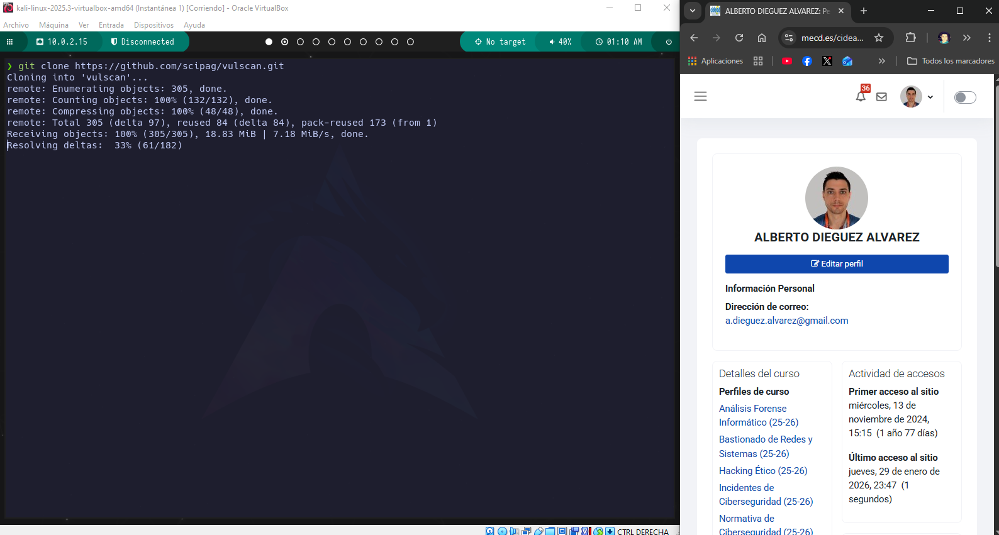 kali-linux-2025.3-virtualbox-amd64 (Instantánea 1) [Corriendo] - Oracle VirtualBox
Archivo Máquina Ver Entrada Dispositivos Ayuda
10.0.2.15 Disconnected No target 40% 01:10 AM
❯ git clone https://github.com/scipag/vulscan.git
Cloning into 'vulscan'...
remote: Enumerating objects: 305, done.
remote: Counting objects: 100% (132/132), done.
remote: Compressing objects: 100% (48/48), done.
remote: Total 305 (delta 97), reused 84 (delta 84), pack-reused 173 (from 1)
Receiving objects: 100% (305/305), 18.83 MiB | 7.18 MiB/s, done.
Resolving deltas:  33% (61/182)
CTRL DERECHA
ALBERTO DIEGUEZ ALVAREZ: Pe
mecd.es/cidea...
Aplicaciones
Todos los marcadores
36
ALBERTO DIEGUEZ ALVAREZ
Editar perfil
Información Personal
Dirección de correo:
a.dieguez.alvarez@gmail.com
Detalles del curso
Perfiles de curso
Análisis Forense
Informático (25-26)
Bastionado de Redes y
Sistemas (25-26)
Hacking Ético (25-26)
Incidentes de
Ciberseguridad (25-26)
Normativa de
Ciberseguridad (25-26)
Actividad de accesos
Primer acceso al sitio
miércoles, 13 de
noviembre de 2024,
15:15 (1 año 77 días)
Último acceso al sitio
jueves, 29 de enero de
2026, 23:47 (1
segundos)